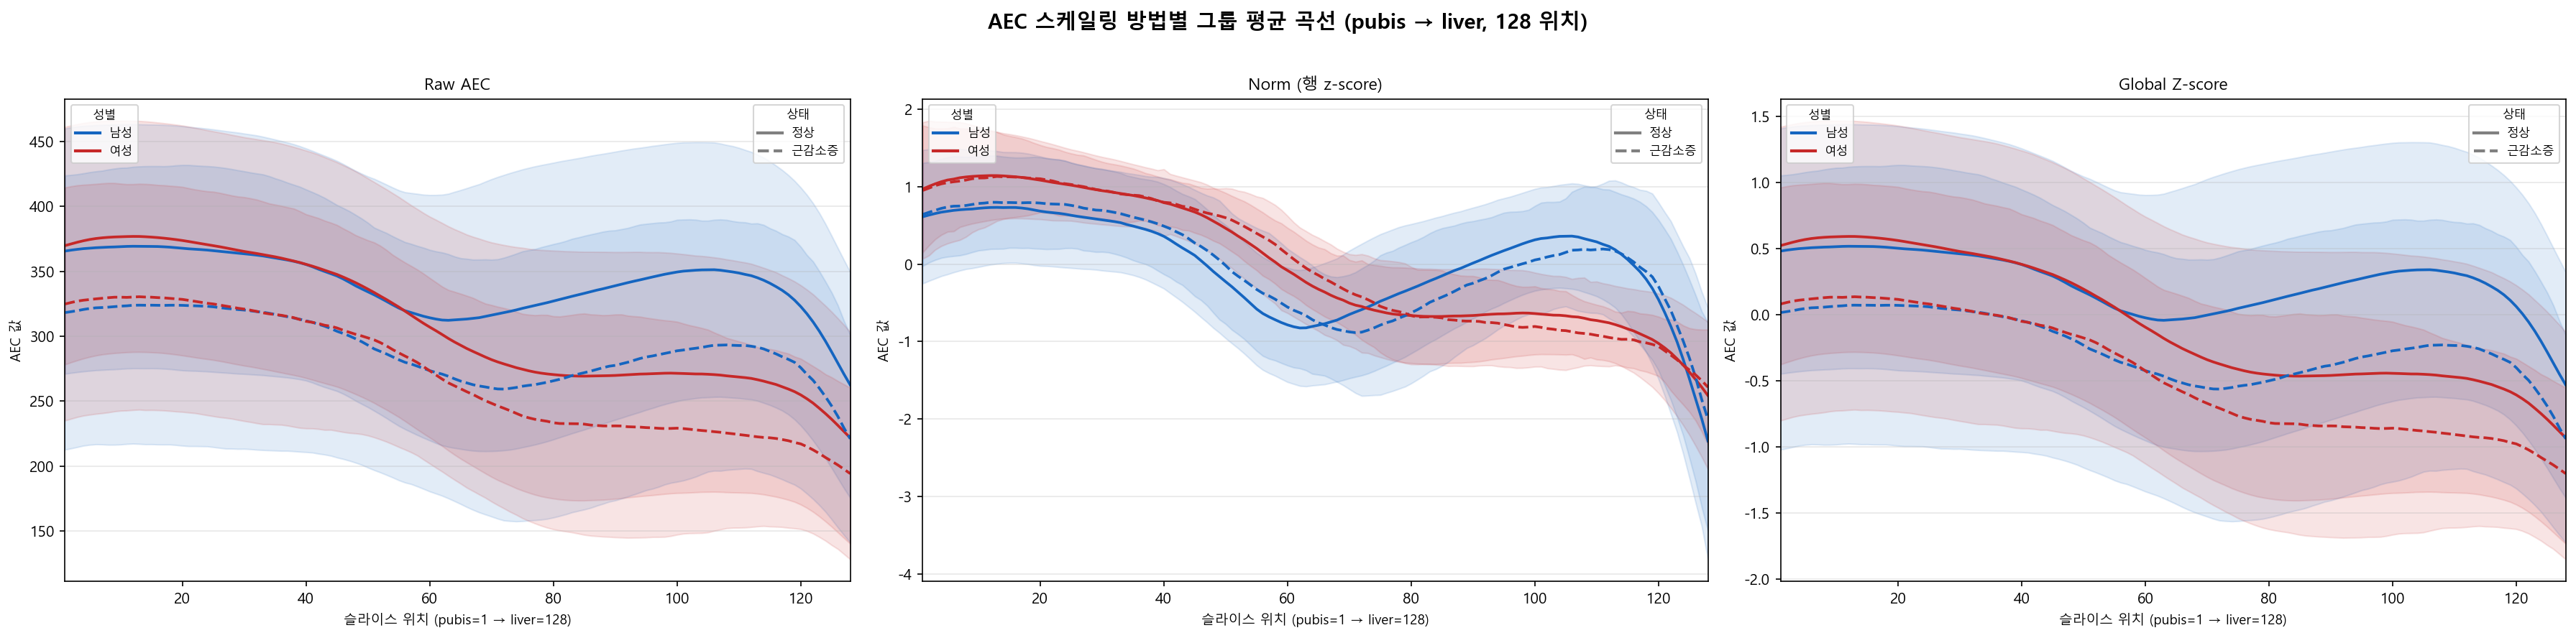 AEC 스케일링 방법별 그룹 평균 곡선 (pubis → liver, 128 위치)
Raw AEC
성별
남성
여성
상태
정상
근감소증
AEC 값
450
400
350
300
250
200
150
20 40 60 80 100 120
슬라이스 위치 (pubis=1 → liver=128)
Norm (행 z-score)
성별
남성
여성
상태
정상
근감소증
AEC 값
2
1
0
-1
-2
-3
-4
20 40 60 80 100 120
슬라이스 위치 (pubis=1 → liver=128)
Global Z-score
성별
남성
여성
상태
정상
근감소증
AEC 값
1.5
1.0
0.5
0.0
-0.5
-1.0
-1.5
-2.0
20 40 60 80 100 120
슬라이스 위치 (pubis=1 → liver=128)